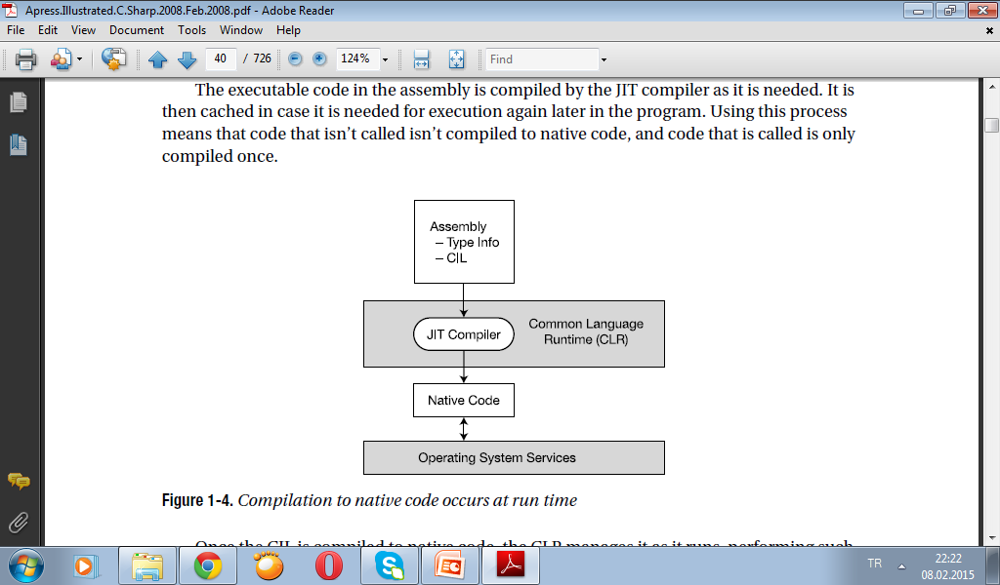 Apress.Illustrated.C.Sharp.2008.Feb.2008.pdf - Adobe Reader
File Edit View Document Tools Window Help
40 / 726 124% Find
The executable code in the assembly is compiled by the JIT compiler as it is needed. It is
then cached in case it is needed for execution again later in the program. Using this process
means that code that isn’t called isn’t compiled to native code, and code that is called is only
compiled once.
Assembly
– Type Info
– CIL
JIT Compiler
Common Language
Runtime (CLR)
Native Code
Operating System Services
Figure 1-4. Compilation to native code occurs at run time
Once the CIL is compiled to native code, the CLR manages it as it runs, performing such
TR
22:22
08.02.2015